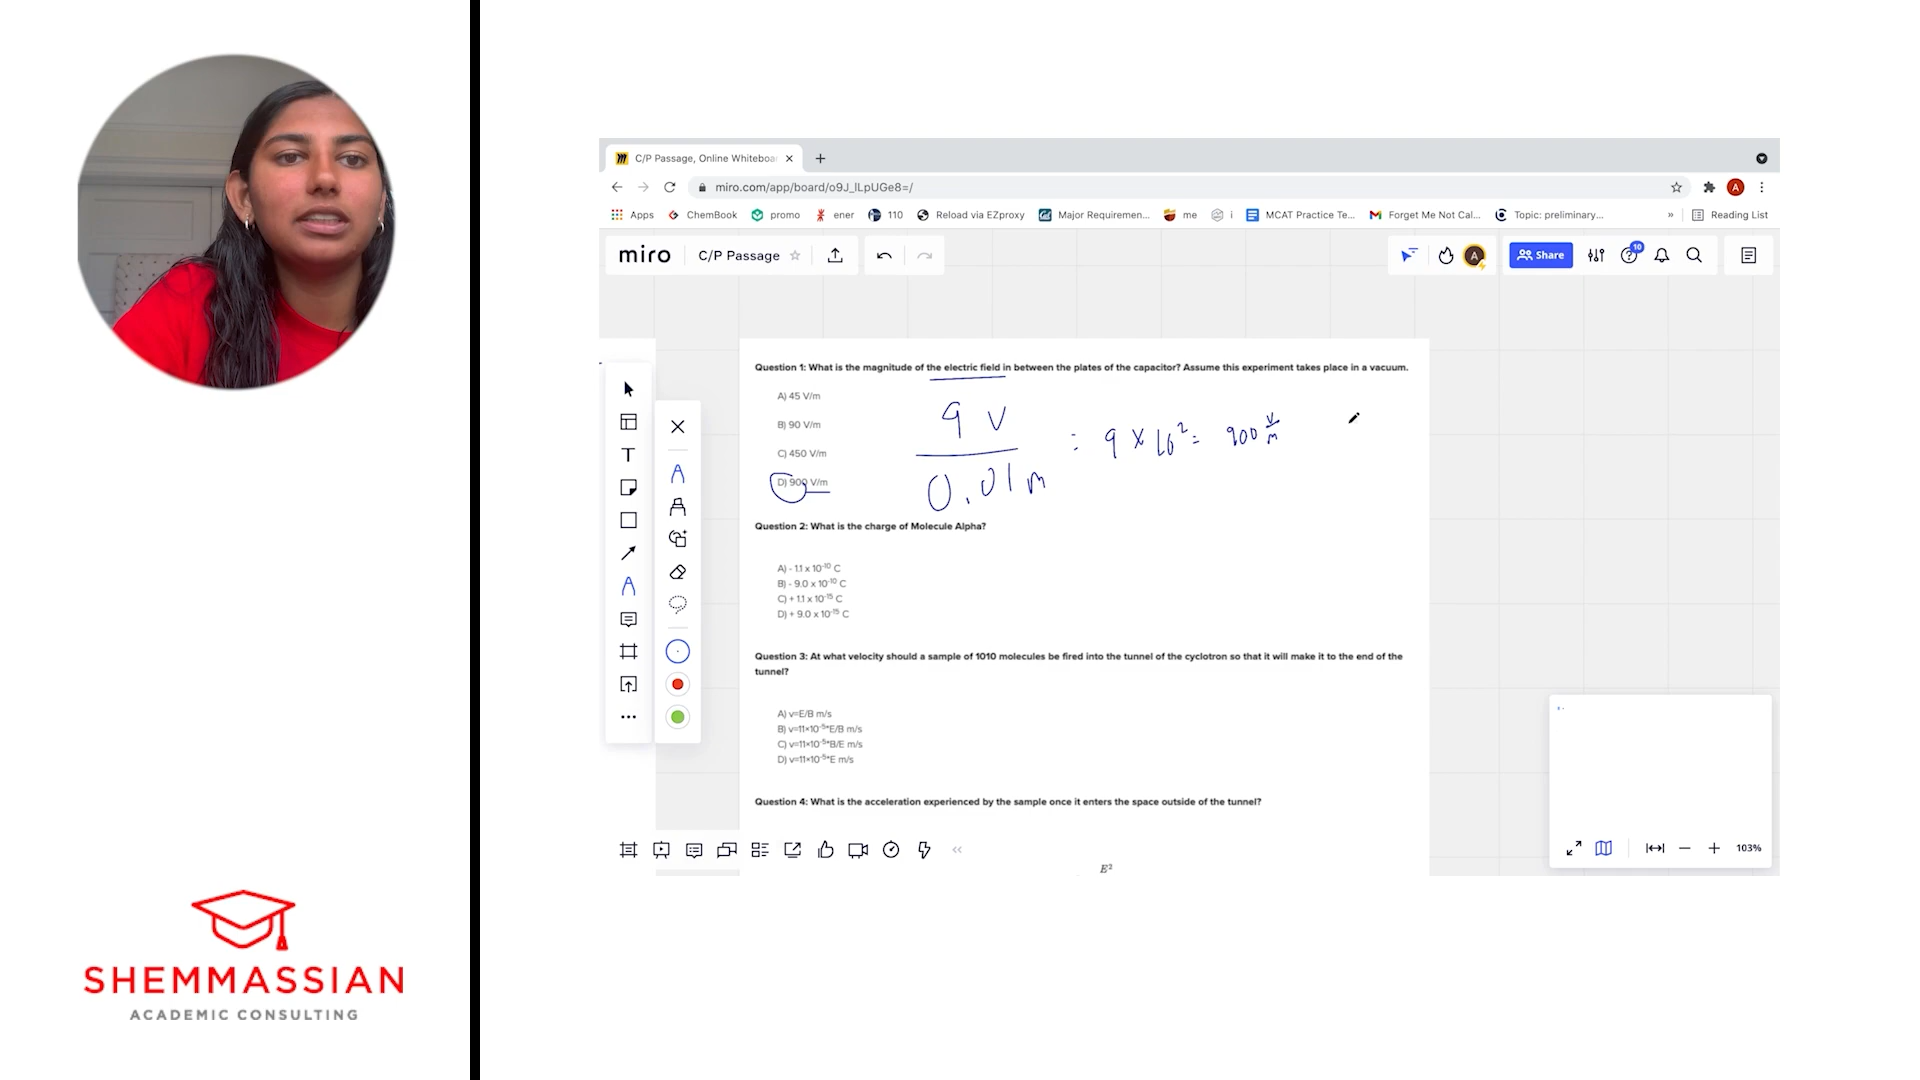 C/P Passage, Online Whiteboa
miro.com/app/board/o9J_lLpUGe8=/
A
Apps ChemBook promo ener 110 Reload via EZproxy Major Requiremen... me i MCAT Practice Te... Forget Me Not Cal... Topic: preliminary... » Reading List
miro C/P Passage
A Share 10
Question 1: What is the magnitude of the electric field in between the plates of the capacitor? Assume this experiment takes place in a vacuum.
A) 45 V/m
B) 90 V/m
C) 450 V/m
D) 900 V/m
9 V
0.01 m
= 9 x 10² = 900 V/m
Question 2: What is the charge of Molecule Alpha?
A) - 1.1 x 10⁻¹⁰ C
B) - 9.0 x 10⁻¹⁰ C
C) + 1.1 x 10⁻¹⁵ C
D) + 9.0 x 10⁻¹⁵ C
Question 3: At what velocity should a sample of 1010 molecules be fired into the tunnel of the cyclotron so that it will make it to the end of the
tunnel?
A) v=E/B m/s
B) v=11×10⁻⁵*E/B m/s
C) v=11×10⁻⁵*B/E m/s
D) v=11×10⁻⁵*E m/s
Question 4: What is the acceleration experienced by the sample once it enters the space outside of the tunnel?
E²
103%
SHEMMASSIAN
ACADEMIC CONSULTING